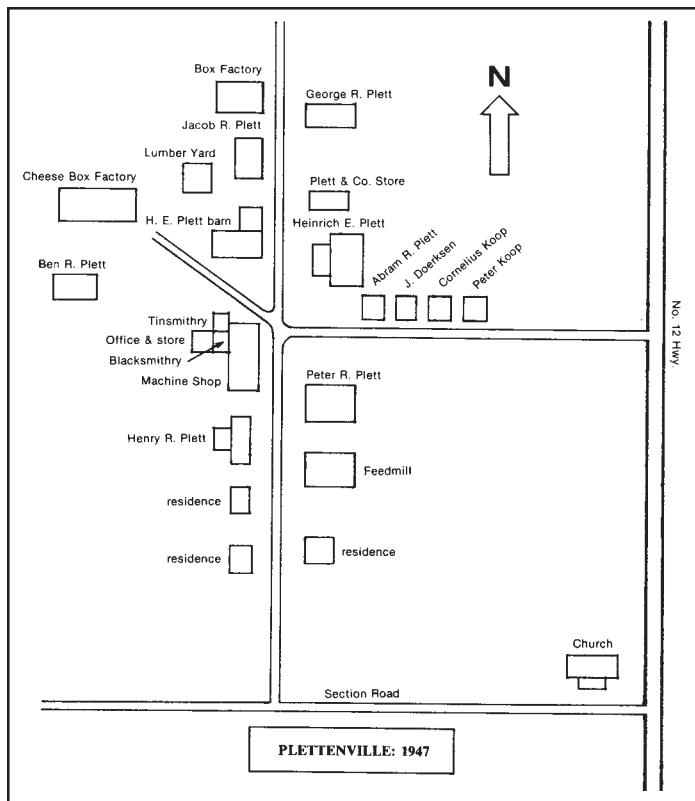 Box Factory
George R. Plett
N
Jacob R. Plett
Lumber Yard
Cheese Box Factory
Plett & Co. Store
H. E. Plett barn
Heinrich E. Plett
Abram R. Plett
J. Doerksen
Cornelius Koop
Peter Koop
Ben R. Plett
No. 12 Hwy.
Tinsmithry
Office & store
Blacksmithry
Machine Shop
Peter R. Plett
Henry R. Plett
Feedmill
residence
residence
residence
Church
Section Road
PLETTENVILLE: 1947